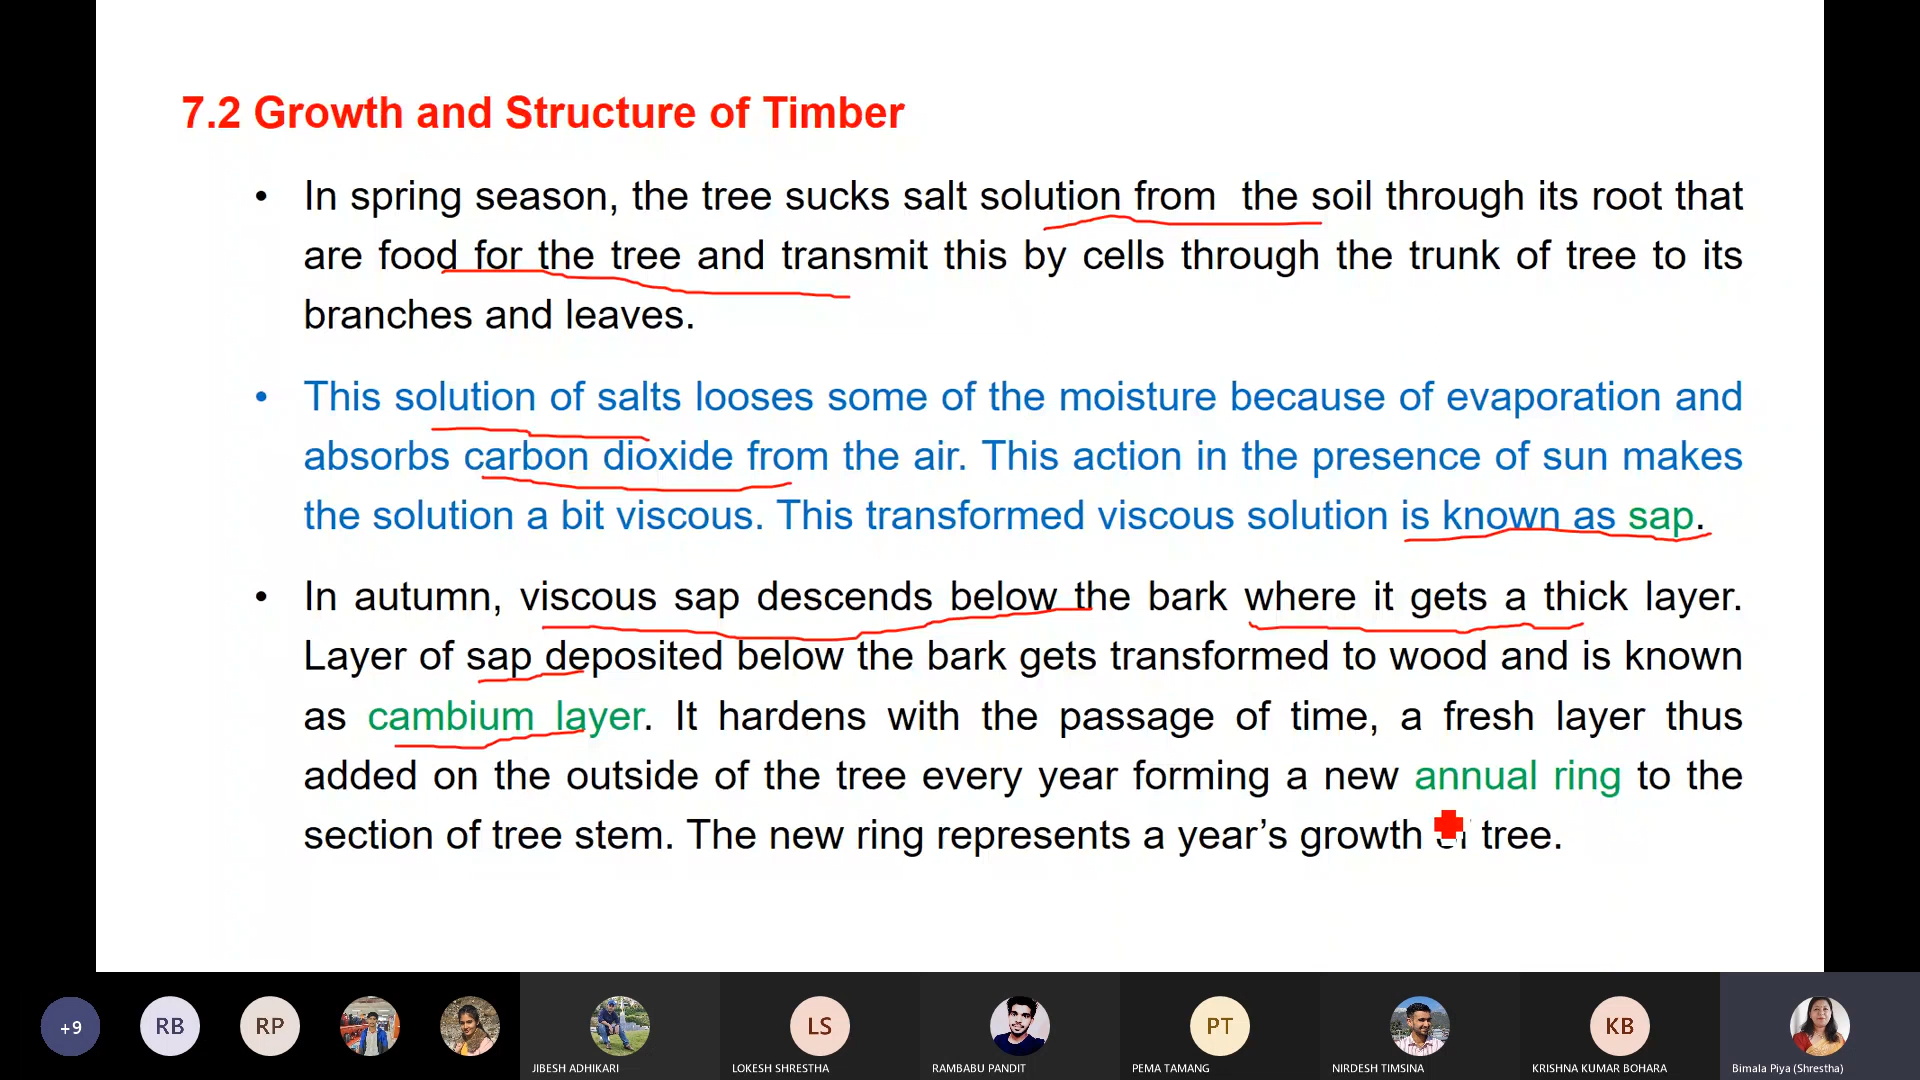 7.2 Growth and Structure of Timber
• In spring season, the tree sucks salt solution from the soil through its root that
are food for the tree and transmit this by cells through the trunk of tree to its
branches and leaves.
• This solution of salts looses some of the moisture because of evaporation and
absorbs carbon dioxide from the air. This action in the presence of sun makes
the solution a bit viscous. This transformed viscous solution is known as sap.
• In autumn, viscous sap descends below the bark where it gets a thick layer.
Layer of sap deposited below the bark gets transformed to wood and is known
as cambium layer. It hardens with the passage of time, a fresh layer thus
added on the outside of the tree every year forming a new annual ring to the
section of tree stem. The new ring represents a year’s growth tree.
+9 RB RP LS PT KB
JIBESH ADHIKARI LOKESH SHRESTHA RAMBABU PANDIT PEMA TAMANG NIRDESH TIMSINA KRISHNA KUMAR BOHARA Bimala Piya (Shrestha)